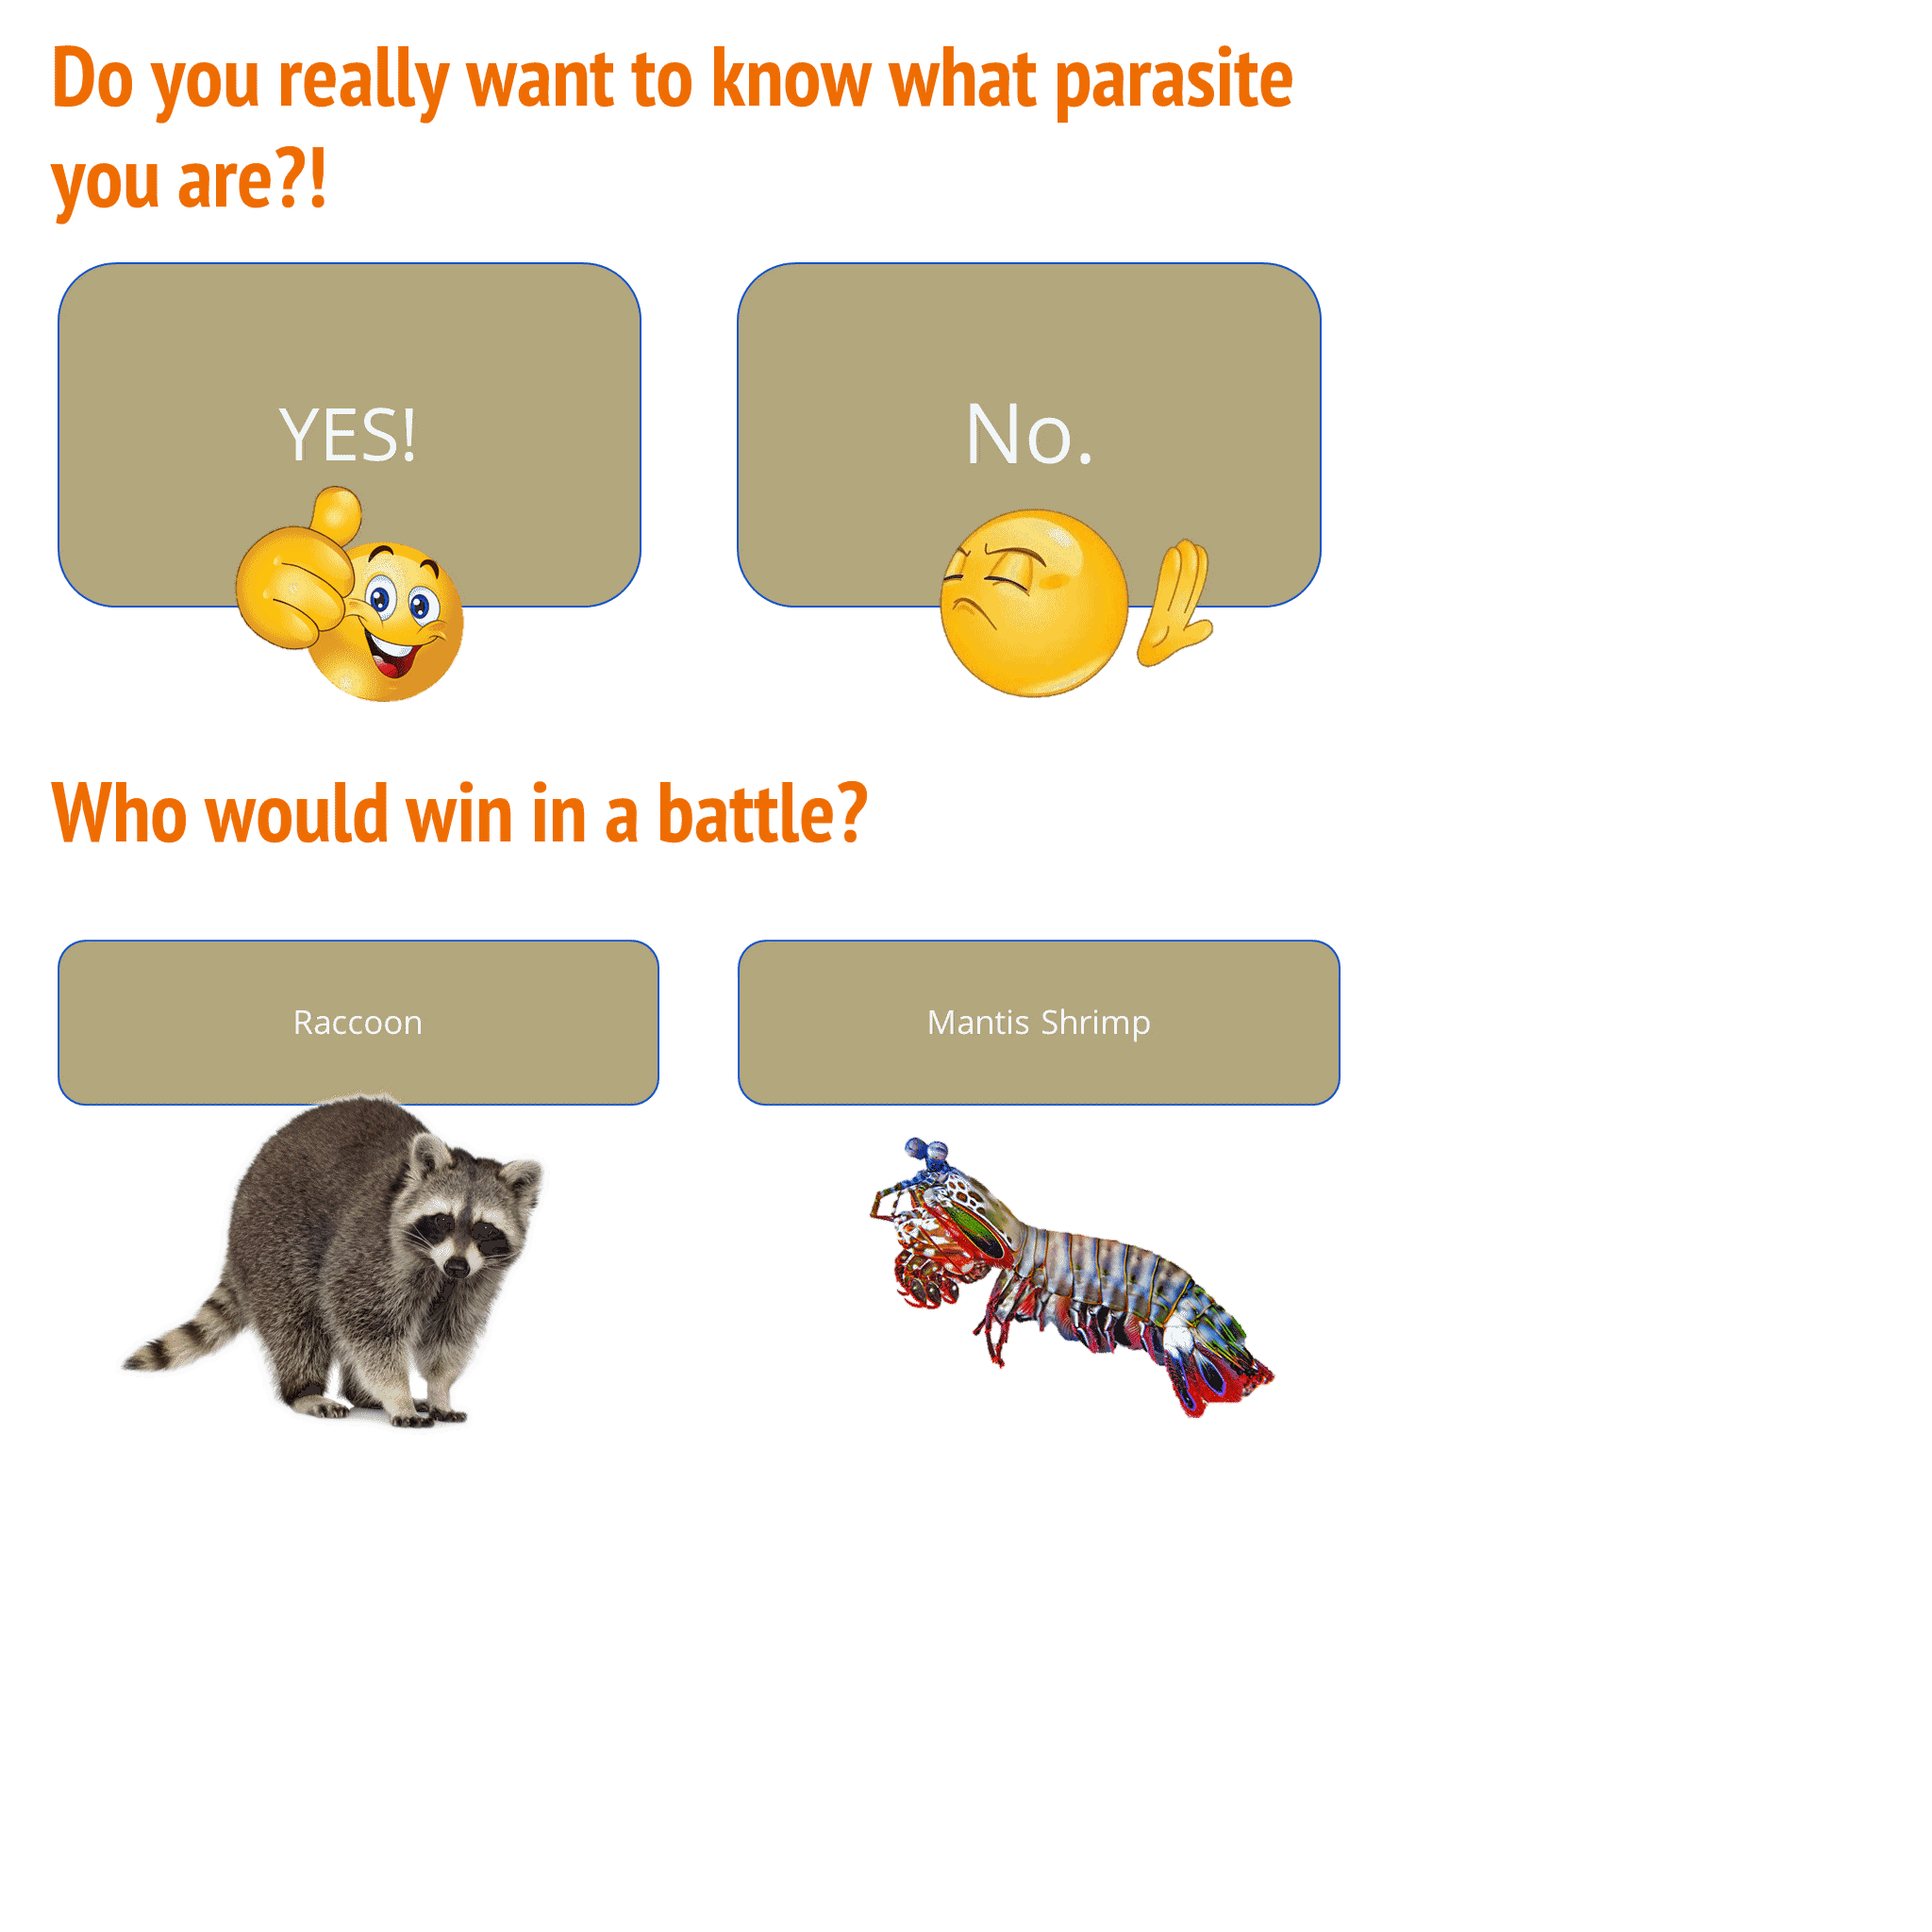 Do you really want to know what parasite
you are?!
YES!
No.
Who would win in a battle?
Raccoon
Mantis Shrimp